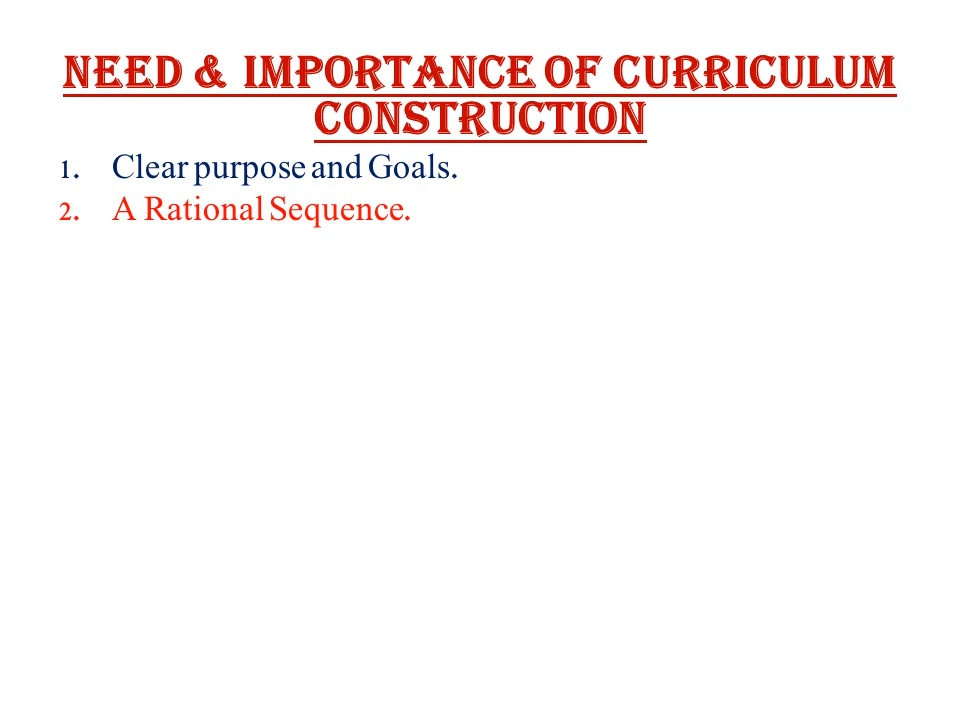 NEED & IMPORTANCE OF CURRICULUM
CONSTRUCTION
1. Clear purpose and Goals.
2. A Rational Sequence.